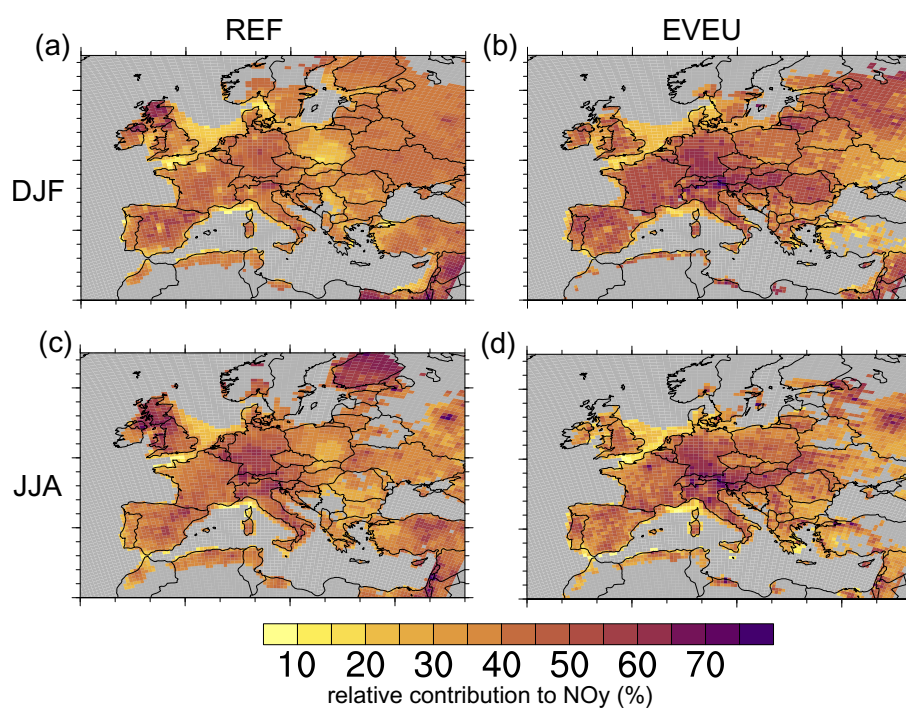 REF EVEU
(a) (b)
DJF
(c) (d)
JJA
10 20 30 40 50 60 70
relative contribution to NOy (%)